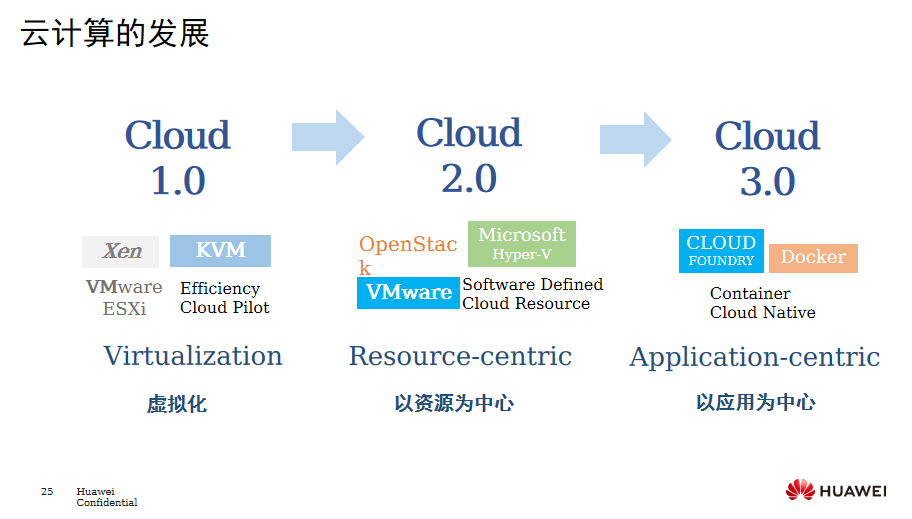 云计算的发展
Cloud
1.0
Cloud
2.0
Cloud
3.0
Xen
KVM
VMware
ESXi
Efficiency
Cloud Pilot
OpenStac
k
Microsoft
Hyper-V
VMware
Software Defined
Cloud Resource
CLOUD
FOUNDRY
Docker
Container
Cloud Native
Virtualization
Resource-centric
Application-centric
虚拟化
以资源为中心
以应用为中心
25
Huawei
Confidential
HUAWEI